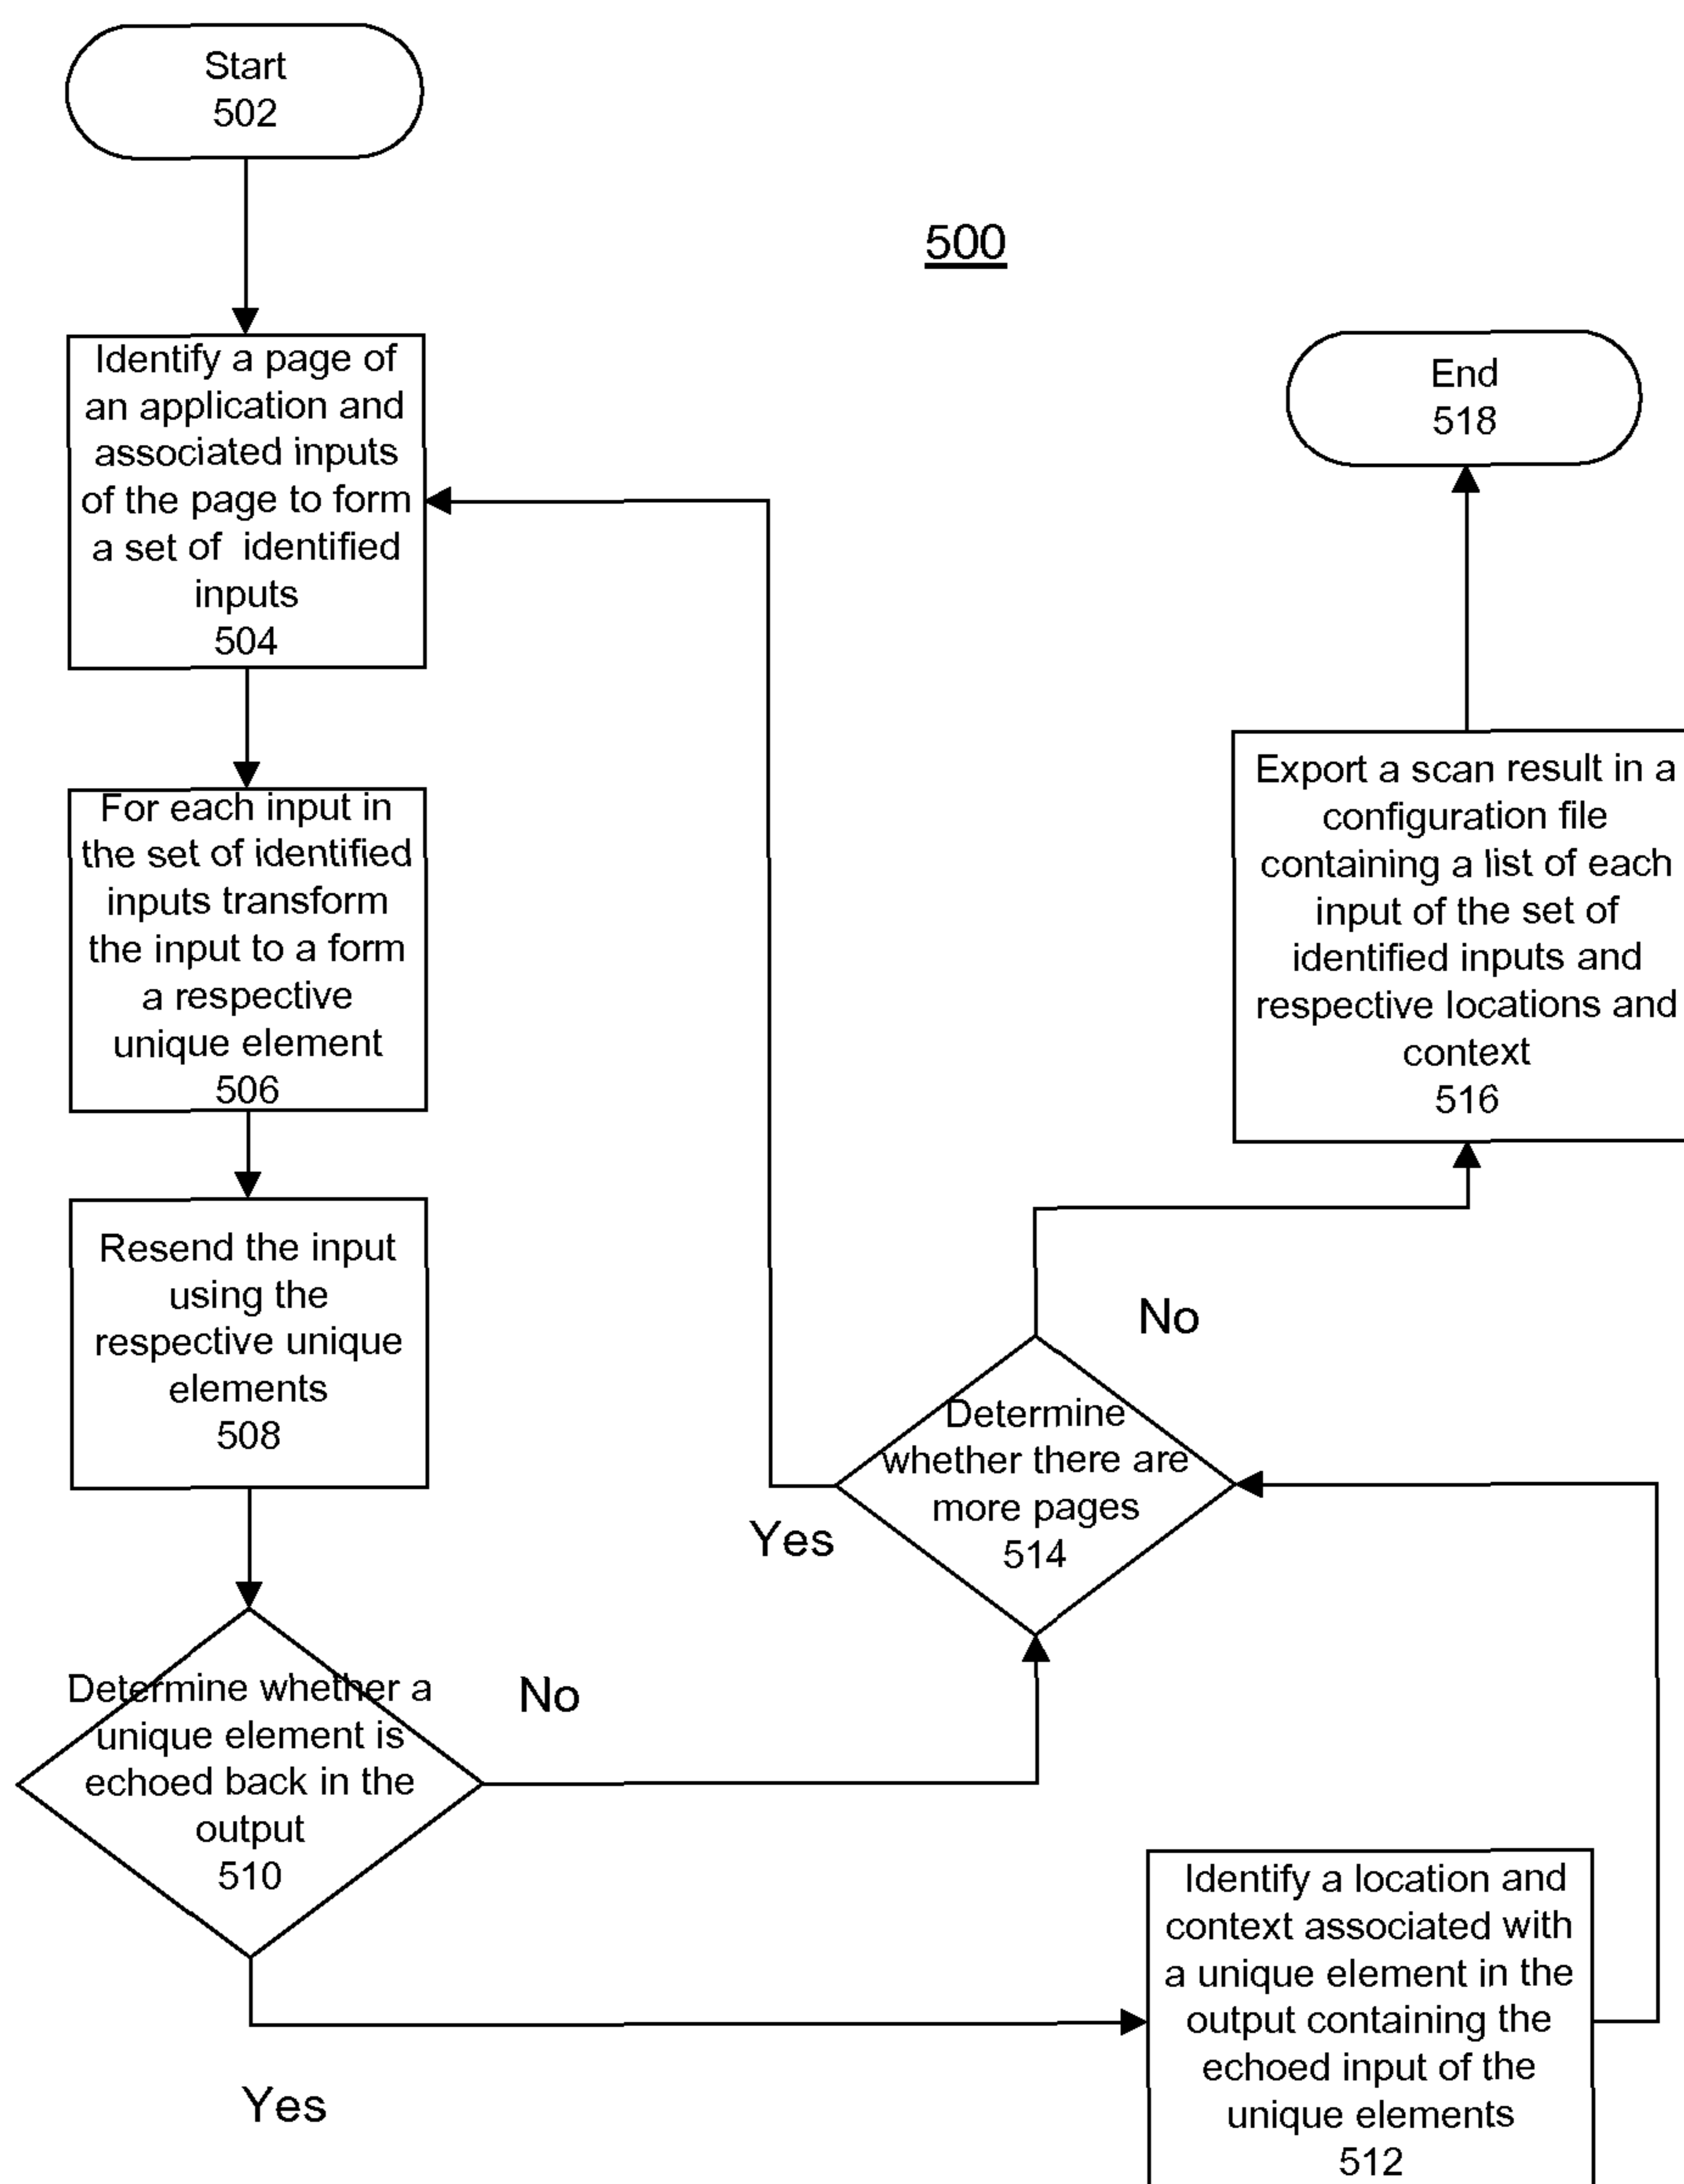 Start
502
500
Identify a page of
an application and
associated inputs
of the page to form
a set of identified
inputs
504
End
518
For each input in
the set of identified
inputs transform
the input to a form
a respective
unique element
506
Export a scan result in a
configuration file
containing a list of each
input of the set of
identified inputs and
respective locations and
context
516
Resend the input
using the
respective unique
elements
508
No
Determine
whether there are
more pages
514
Yes
Determine whether a
unique element is
echoed back in the
output
510
No
Yes
Identify a location and
context associated with
a unique element in the
output containing the
echoed input of the
unique elements
512